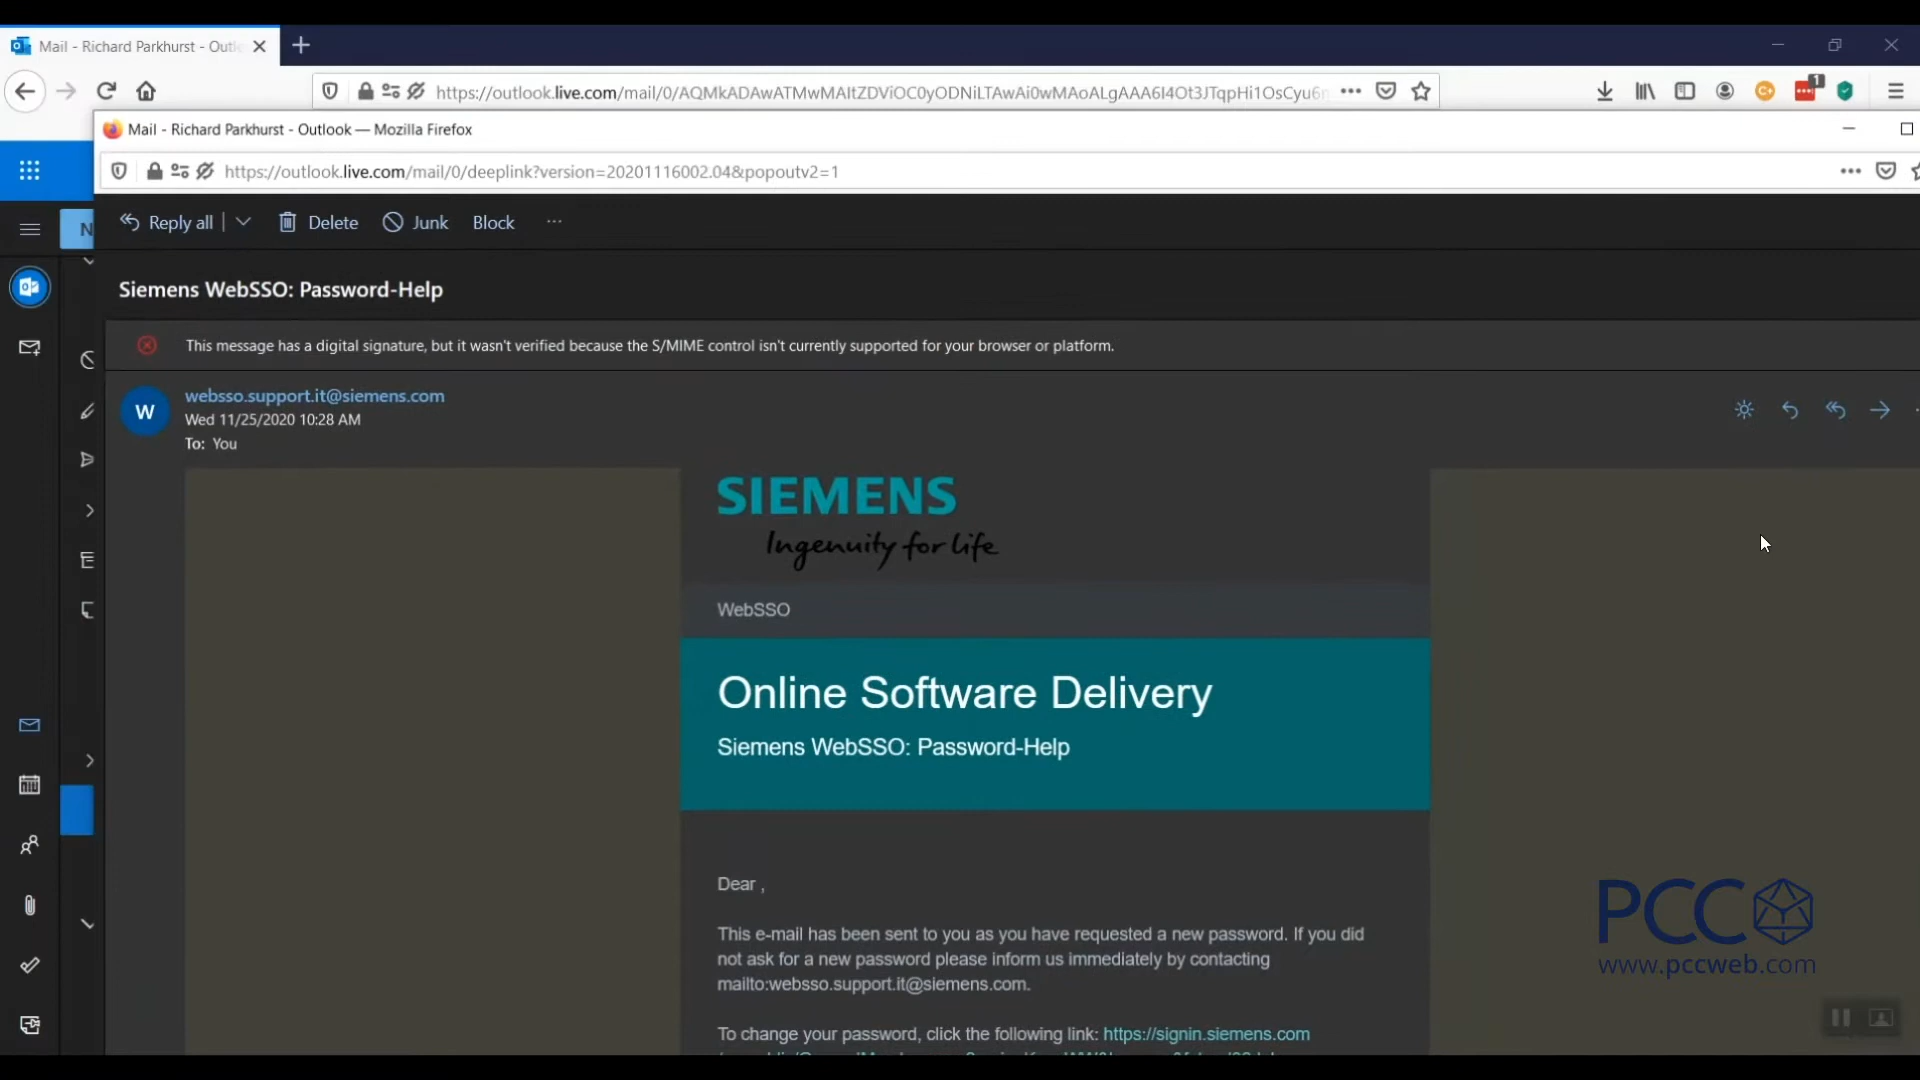 Mail - Richard Parkhurst - Outl
https://outlook.live.com/mail/0/AQMkADAwATMwMAItZDViOC0yODNiLTAwAi0wMAoALgAAA6I4Ot3JTqpHi1OsCyu6r
1
Mail - Richard Parkhurst - Outlook — Mozilla Firefox
https://outlook.live.com/mail/0/deeplink?version=20201116002.04&popoutv2=1
N
Reply all Delete Junk Block
Siemens WebSSO: Password-Help
This message has a digital signature, but it wasn't verified because the S/MIME control isn't currently supported for your browser or platform.
W
websso.support.it@siemens.com
Wed 11/25/2020 10:28 AM
To: You
SIEMENS
Ingenuity for life
WebSSO
Online Software Delivery
Siemens WebSSO: Password-Help
Dear ,
This e-mail has been sent to you as you have requested a new password. If you did
not ask for a new password please inform us immediately by contacting
mailto:websso.support.it@siemens.com.
To change your password, click the following link: https://signin.siemens.com
PCC
www.pccweb.com